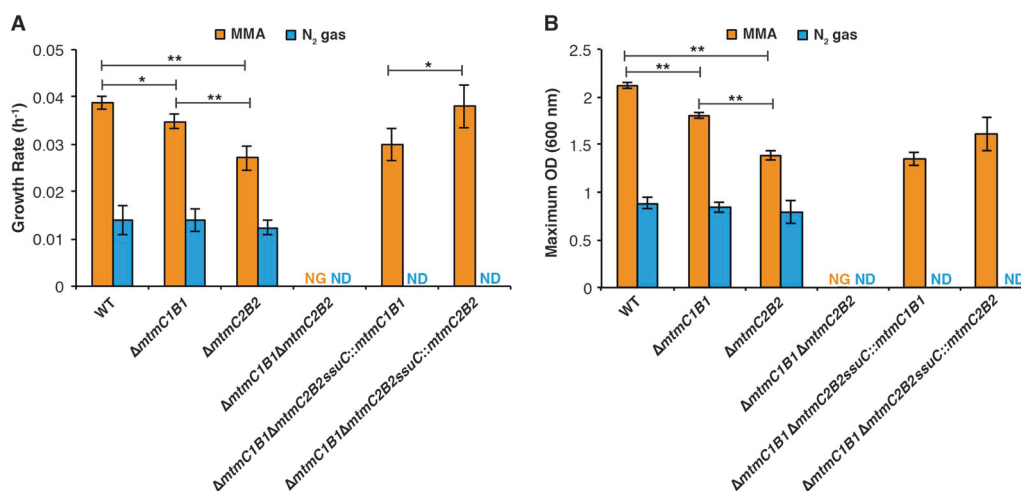 A
MMA N₂ gas
0.05
0.04
0.03
0.02
0.01
0
Growth Rate (h⁻¹)
*
**
**
*
NG ND
ND
ND
WT
ΔmtmC1B1
ΔmtmC2B2
ΔmtmC1B1ΔmtmC2B2
ΔmtmC1B1ΔmtmC2B2ssuC::mtmC1B1
ΔmtmC1B1ΔmtmC2B2ssuC::mtmC2B2
B
MMA N₂ gas
2.5
2
1.5
1
0.5
0
Maximum OD (600 nm)
**
**
**
NG ND
ND
ND
WT
ΔmtmC1B1
ΔmtmC2B2
ΔmtmC1B1 ΔmtmC2B2
ΔmtmC1B1 ΔmtmC2B2ssuC::mtmC1B1
ΔmtmC1B1 ΔmtmC2B2ssuC::mtmC2B2